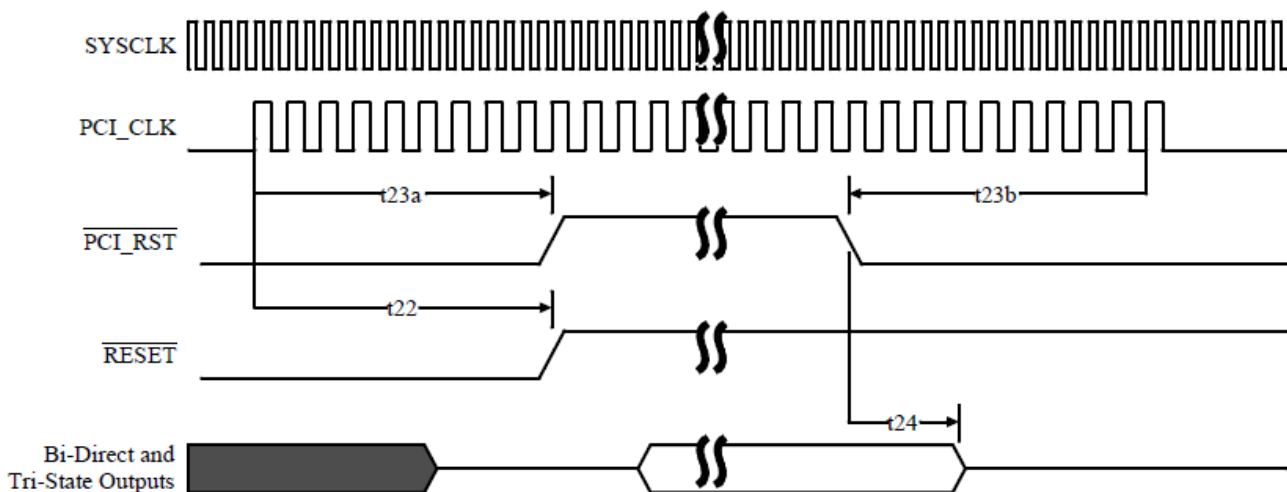 SYSCLK
PCI_CLK
t23a
t23b
PCI_RST
t22
RESET
t24
Bi-Direct and
Tri-State Outputs